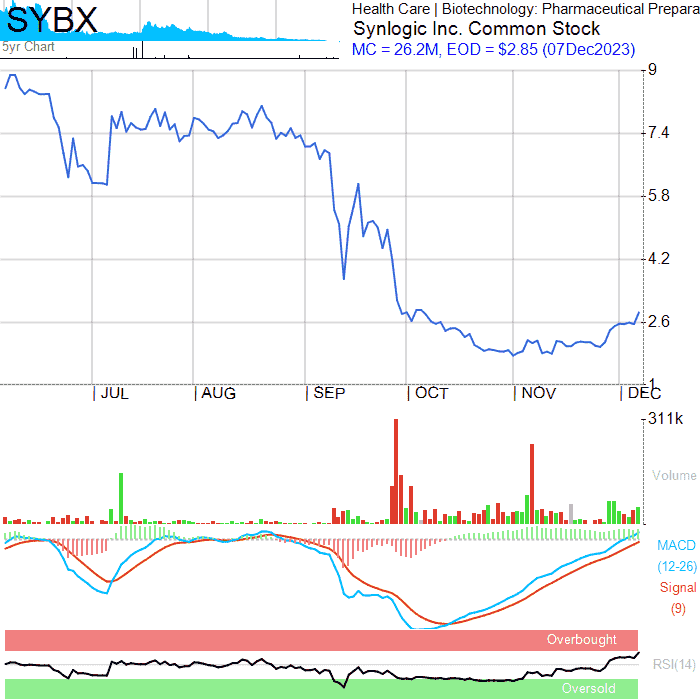 SYBX
5yr Chart
Health Care | Biotechnology: Pharmaceutical Prepara
Synlogic Inc. Common Stock
MC = 26.2M, EOD = $2.85 (07Dec2023)
9
7.4
5.8
4.2
2.6
1
JUL AUG SEP OCT NOV DEC
311k
Volume
MACD
(12-26)
Signal
(9)
Overbought
RSI(14)
Oversold